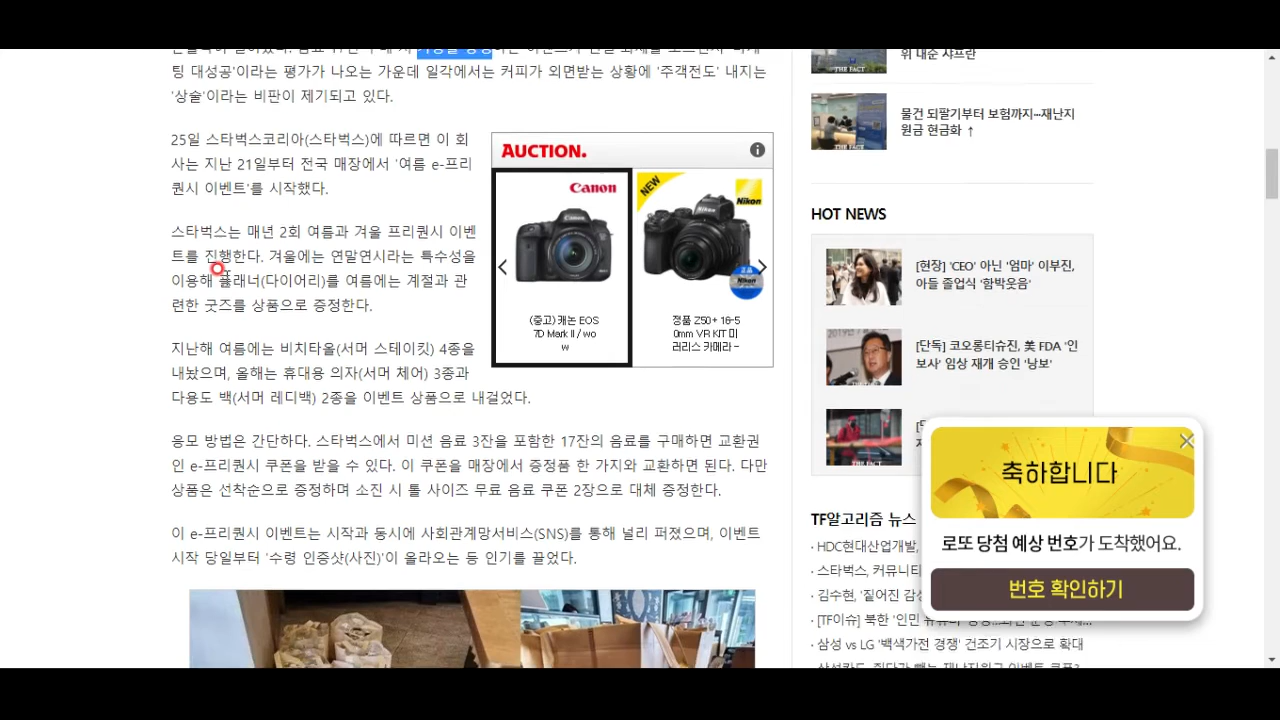 팅 대성공'이라는 평가가 나오는 가운데 일각에서는 커피가 외면받는 상황에 '주객전도' 내지는
'상술'이라는 비판이 제기되고 있다.
25일 스타벅스코리아(스타벅스)에 따르면 이 회
사는 지난 21일부터 전국 매장에서 '여름 e-프리
퀀시 이벤트'를 시작했다.
스타벅스는 매년 2회 여름과 겨울 프리퀀시 이벤
트를 진행한다. 겨울에는 연말연시라는 특수성을
이용해 플래너(다이어리)를 여름에는 계절과 관
련한 굿즈를 상품으로 증정한다.
지난해 여름에는 비치타올(서머 스테이킷) 4종을
내놨으며, 올해는 휴대용 의자(서머 체어) 3종과
다용도 백(서머 레디백) 2종을 이벤트 상품으로 내걸었다.
응모 방법은 간단하다. 스타벅스에서 미션 음료 3잔을 포함한 17잔의 음료를 구매하면 교환권
인 e-프리퀀시 쿠폰을 받을 수 있다. 이 쿠폰을 매장에서 증정품 한 가지와 교환하면 된다. 다만
상품은 선착순으로 증정하며 소진 시 톨 사이즈 무료 음료 쿠폰 2장으로 대체 증정한다.
이 e-프리퀀시 이벤트는 시작과 동시에 사회관계망서비스(SNS)를 통해 널리 퍼졌으며, 이벤트
시작 당일부터 '수령 인증샷(사진)'이 올라오는 등 인기를 끌었다.
AUCTION.
Canon
(중고) 캐논 EOS
7D Mark II / wo
w
NEW
Nikon
正品
Nikon
정품 Z50+ 16-5
0mm VR KIT 미
러리스 카메라 -
위 내순 샤프란
THE FACT
물건 되팔기부터 보험까지…재난지
원금 현금화 ↑
THE FACT
HOT NEWS
[현장] 'CEO' 아닌 '엄마' 이부진,
아들 졸업식 '함박웃음'
[단독] 코오롱티슈진, 美 FDA '인
보사' 임상 재개 승인 '낭보'
THE FACT
THE FACT
TF알고리즘 뉴스
· HDC현대산업개발,
· 스타벅스, 커뮤니티
· 김수현, '짙어진 감성
· [TF이슈] 북한 '인민
· 삼성 vs LG '백색가전 경쟁' 건조기 시장으로 확대
축하합니다
로또 당첨 예상 번호가 도착했어요.
번호 확인하기